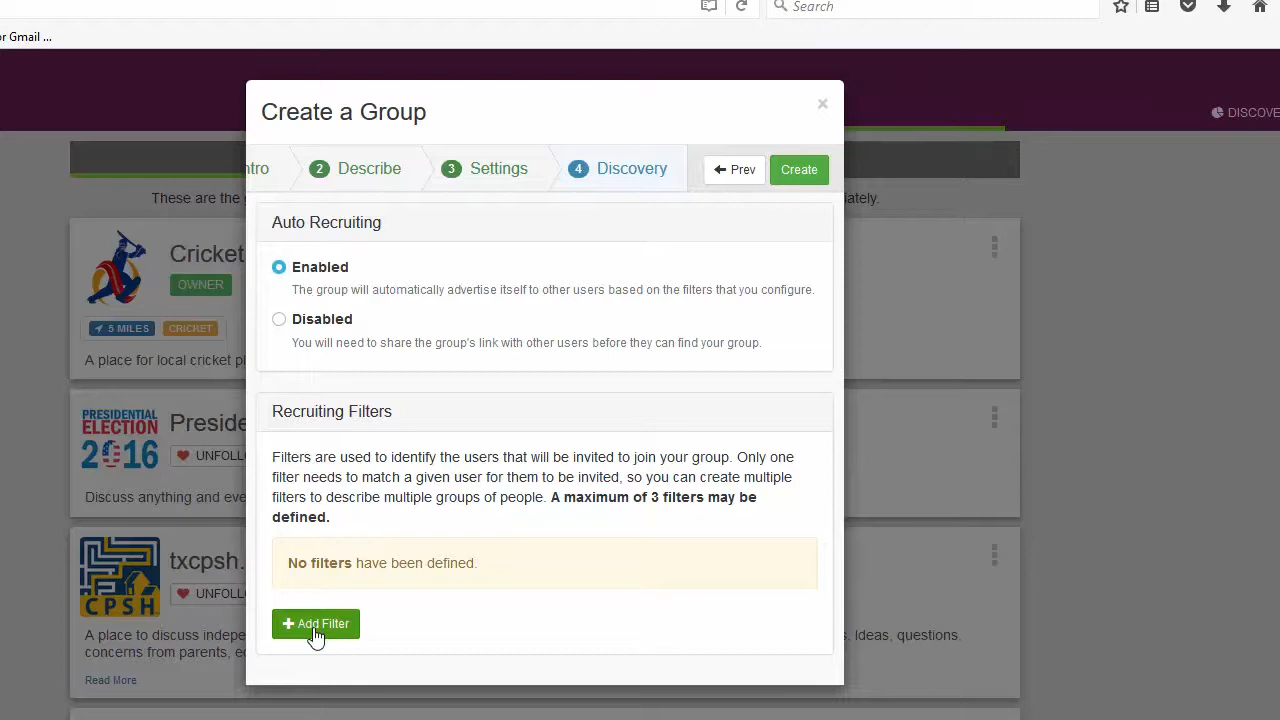 Search
or Gmail ...
DISCOVE
Create a Group
×
ntro
2 Describe
3 Settings
4 Discovery
Prev
Create
These are the g
ately.
Auto Recruiting
Enabled
The group will automatically advertise itself to other users based on the filters that you configure.
Disabled
You will need to share the group's link with other users before they can find your group.
Cricket
OWNER
5 MILES
CRICKET
A place for local cricket pl
Recruiting Filters
Filters are used to identify the users that will be invited to join your group. Only one
filter needs to match a given user for them to be invited, so you can create multiple
filters to describe multiple groups of people. A maximum of 3 filters may be
defined.
No filters have been defined.
Add Filter
PRESIDENTIAL
ELECTION
2016
Preside
UNFOLL
Discuss anything and eve
CPSH
txcpsh.
UNFOLL
A place to discuss indepe
s. Ideas, questions.
concerns from parents, ed
Read More